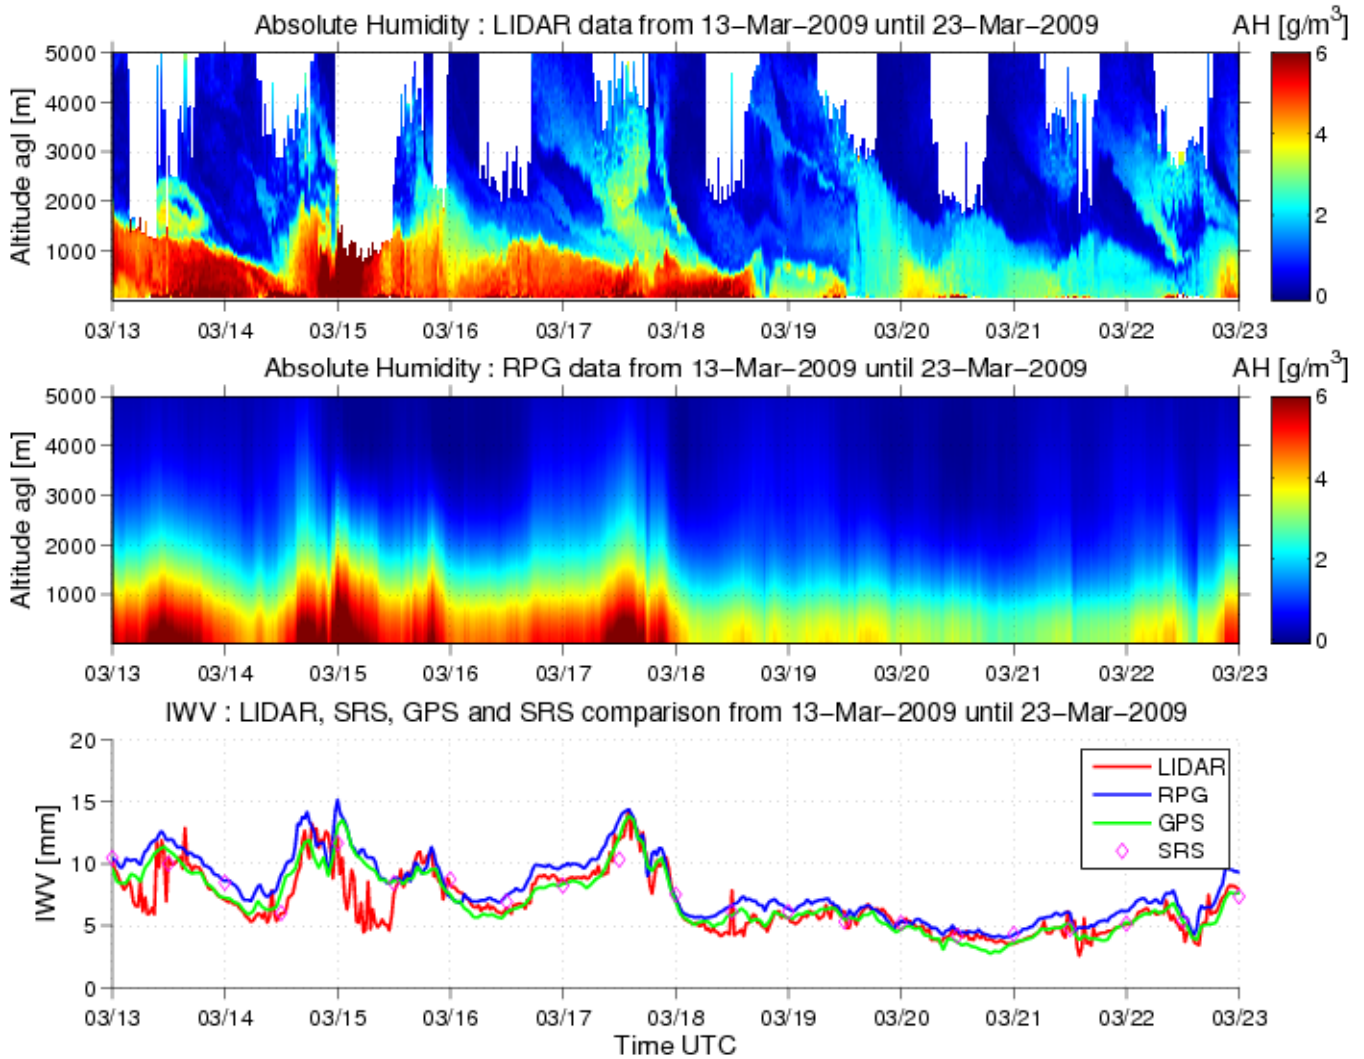 Absolute Humidity : LIDAR data from 13-Mar-2009 until 23-Mar-2009
AH [g/m³]
Altitude agl [m]
5000
4000
3000
2000
1000
6
4
2
0
03/13 03/14 03/15 03/16 03/17 03/18 03/19 03/20 03/21 03/22 03/23
Absolute Humidity : RPG data from 13-Mar-2009 until 23-Mar-2009
AH [g/m³]
Altitude agl [m]
5000
4000
3000
2000
1000
6
4
2
0
03/13 03/14 03/15 03/16 03/17 03/18 03/19 03/20 03/21 03/22 03/23
IWV : LIDAR, SRS, GPS and SRS comparison from 13-Mar-2009 until 23-Mar-2009
IWV [mm]
20
15
10
5
0
LIDAR
RPG
GPS
SRS
03/13 03/14 03/15 03/16 03/17 03/18 03/19 03/20 03/21 03/22 03/23
Time UTC